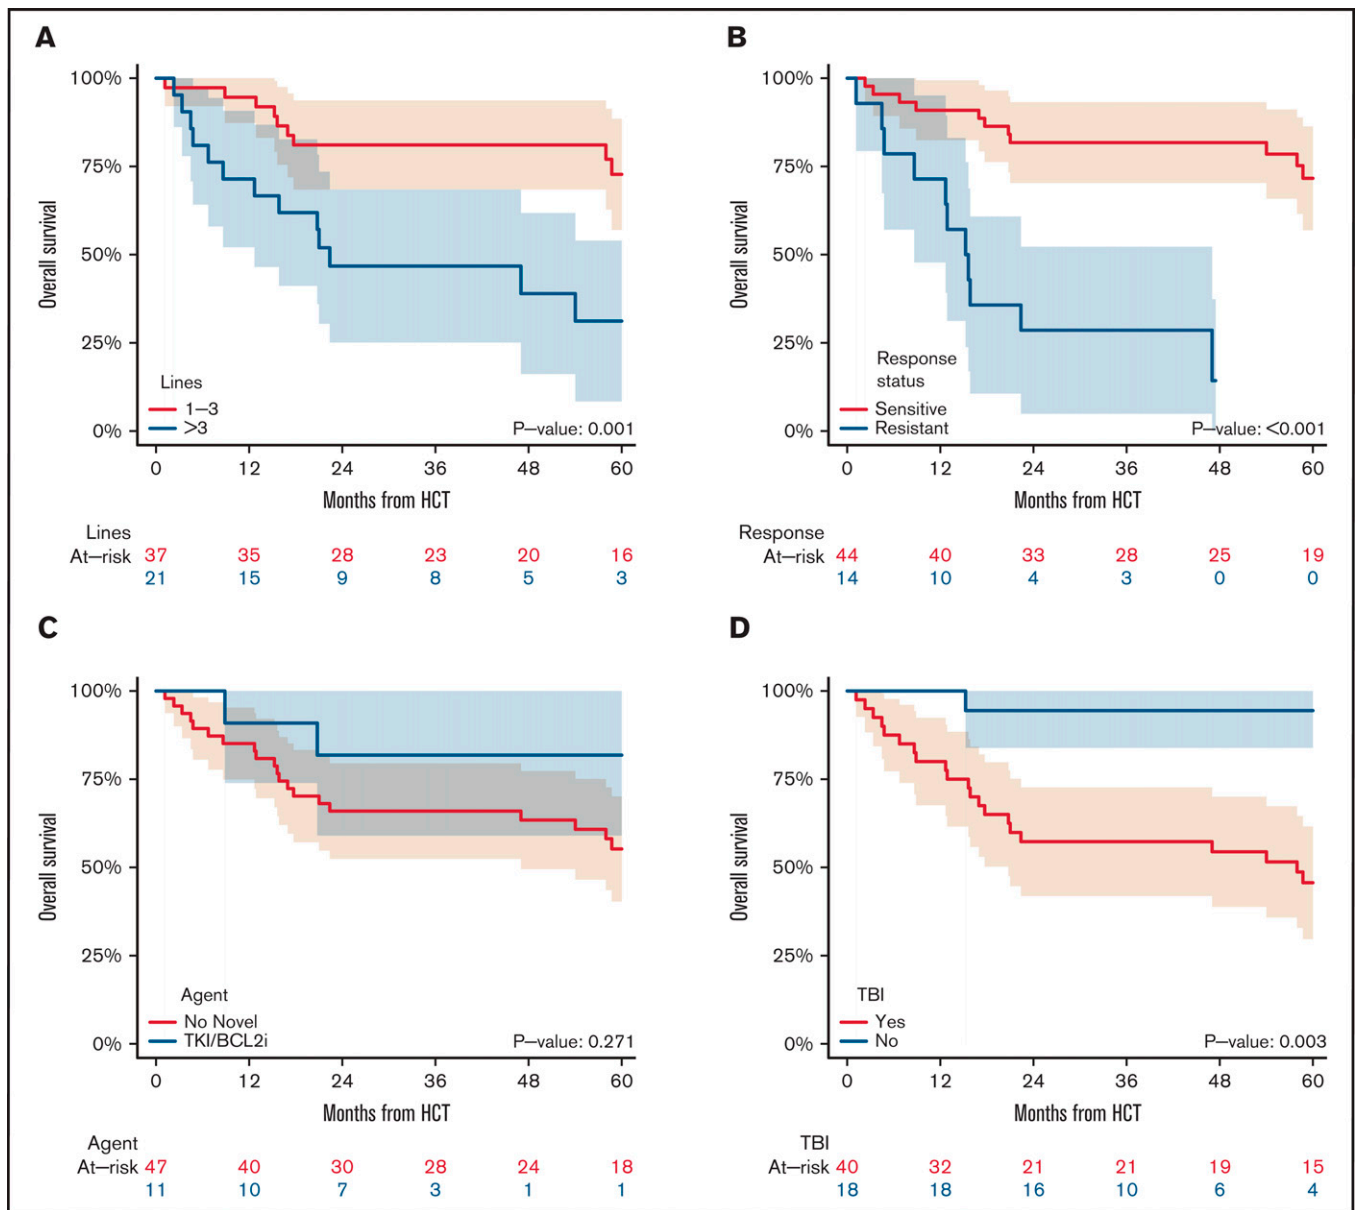 A
100%
75%
50%
25%
0%
Overall survival
Lines
1–3
>3
P–value: 0.001
0 12 24 36 48 60
Months from HCT
Lines
At–risk 37 35 28 23 20 16
21 15 9 8 5 3
B
100%
75%
50%
25%
0%
Overall survival
Response
status
Sensitive
Resistant
P–value: <0.001
0 12 24 36 48 60
Months from HCT
Response
At–risk 44 40 33 28 25 19
14 10 4 3 0 0
C
100%
75%
50%
25%
0%
Overall survival
Agent
No Novel
TKI/BCL2i
P–value: 0.271
0 12 24 36 48 60
Months from HCT
Agent
At–risk 47 40 30 28 24 18
11 10 7 3 1 1
D
100%
75%
50%
25%
0%
Overall survival
TBI
Yes
No
P–value: 0.003
0 12 24 36 48 60
Months from HCT
TBI
At–risk 40 32 21 21 19 15
18 18 16 10 6 4